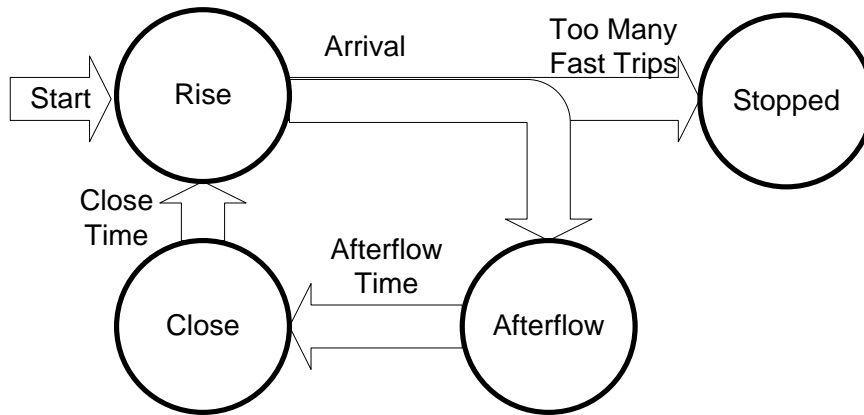 Arrival
Too Many
Fast Trips
Start
Rise
Stopped
Close
Time
Afterflow
Time
Close
Afterflow